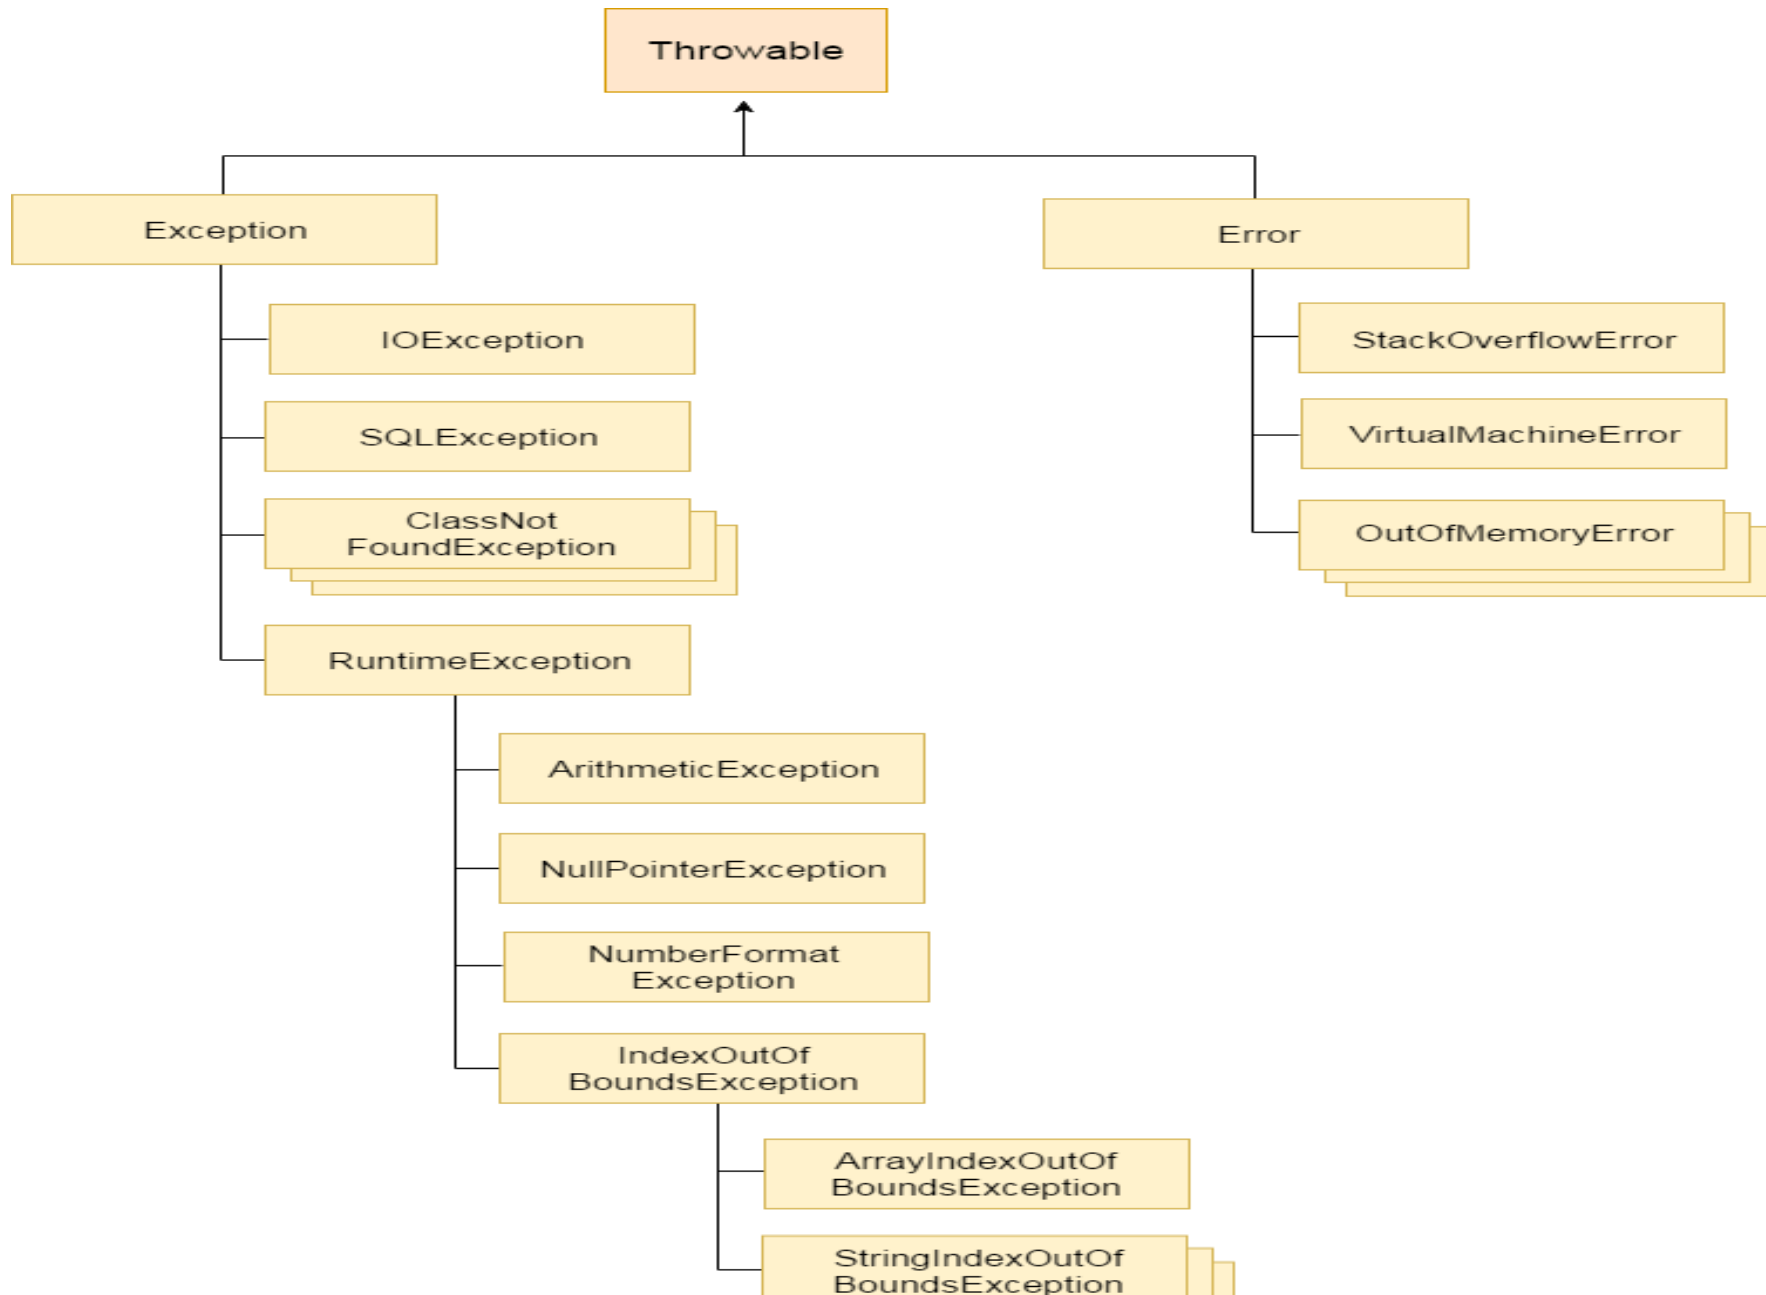 Throwable
Exception
Error
IOException
StackOverflowError
SQLException
VirtualMachineError
ClassNot
FoundException
OutOfMemoryError
RuntimeException
ArithmeticException
NullPointerException
NumberFormat
Exception
IndexOutOf
BoundsException
ArrayIndexOutOf
BoundsException
StringIndexOutOf
BoundsException